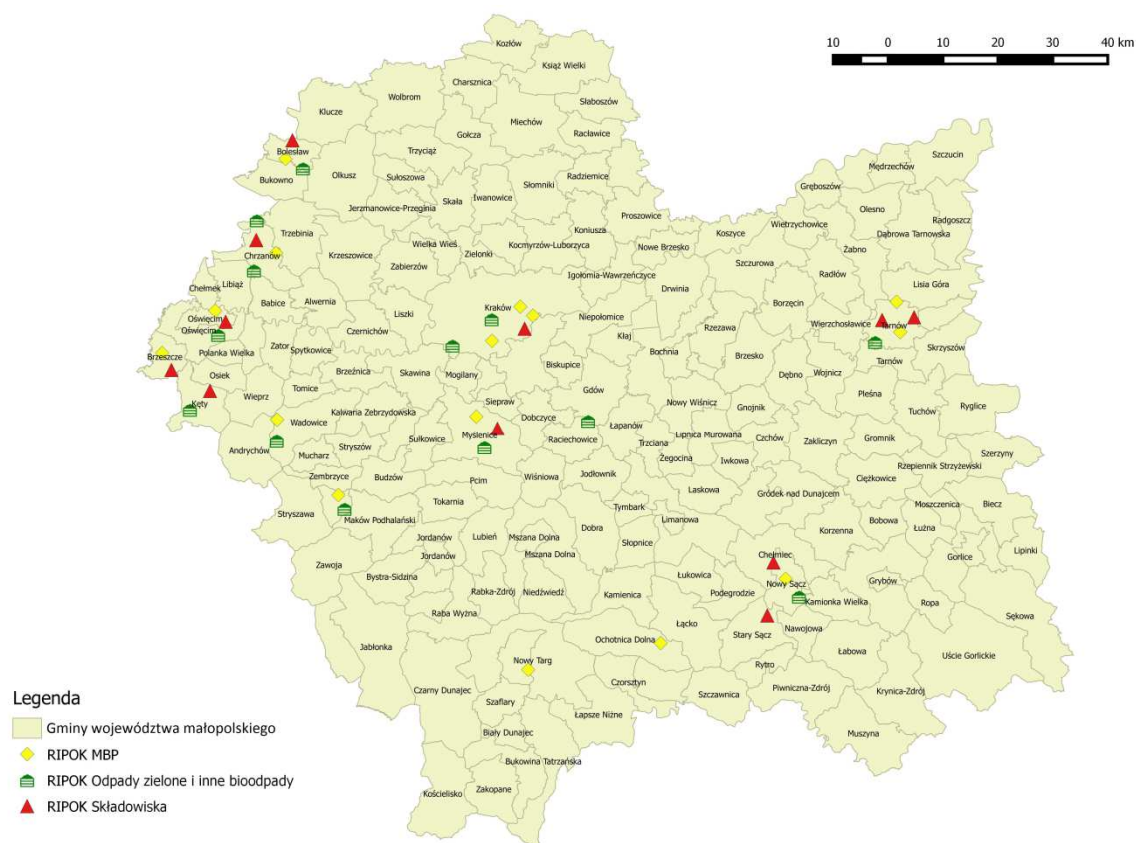 10 0 10 20 30 40 km
Kozłów
Książ Wielki
Charsznica
Wolbrom
Słaboszów
Klucze
Miechów
Gołcza
Racławice
Bolesław
Trzyciąż
Szczucin
Mędrzechów
Olkusz
Sułoszowa
Radziemice
Bukowno
Słomniki
Gręboszów
Skała
Iwanowice
Jerzmanowice-Przeginia
Olesno
Proszowice
Radgoszcz
Wietrzychowice
Koniusza
Koszyce
Trzebinia
Dąbrowa Tarnowska
Wielka Wieś
Zielonki
Kocmyrzów-Luborzyca
Nowe Brzesko
Żabno
Krzeszowice
Chrzanów
Zabierzów
Szczurowa
Igołomia-Wawrzeńczyce
Radłów
Libiąż
Chełmek
Drwinia
Lisia Góra
Babice
Alwernia
Borzęcin
Kraków
Liszki
Niepołomice
Oświęcim
Wierzchosławice
Tarnów
Oświęcim
Czernichów
Rzezawa
Kłaj
Zator
Spytkowice
Bochnia
Skrzyszów
Polanka Wielka
Brzeszcze
Brzesko
Tarnów
Biskupice
Brzeźnica
Skawina
Mogilany
Wojnicz
Dębno
Osiek
Tomice
Gdów
Pleśna
Wieprz
Siepraw
Nowy Wiśnicz
Kęty
Ryglice
Kalwaria Zebrzydowska
Gnojnik
Tuchów
Dobczyce
Wadowice
Łapanów
Myślenice
Lipnica Murowana
Czchów
Zakliczyn
Gromnik
Sułkowice
Raciechowice
Trzciana
Stryszów
Andrychów
Mucharz
Żegocina
Iwkowa
Szerzyny
Rzepiennik Strzyżewski
Zembrzyce
Budzów
Pcim
Wiśniowa
Jodłownik
Ciężkowice
Laskowa
Gródek nad Dunajcem
Tokarnia
Moszczenica
Biecz
Stryszawa
Tymbark
Maków Podhalański
Limanowa
Bobowa
Łużna
Dobra
Korzenna
Jordanów
Lubień
Mszana Dolna
Słopnice
Lipinki
Jordanów
Mszana Dolna
Chełmiec
Gorlice
Zawoja
Bystra-Sidzina
Łukowica
Nowy Sącz
Grybów
Rabka-Zdrój
Niedźwiedź
Kamienica
Podegrodzie
Kamionka Wielka
Ropa
Raba Wyżna
Łącko
Sękowa
Nawojowa
Ochotnica Dolna
Stary Sącz
Jabłonka
Łabowa
Uście Gorlickie
Nowy Targ
Rytro
Czorsztyn
Czarny Dunajec
Szczawnica
Piwniczna-Zdrój
Krynica-Zdrój
Szaflary
Łapsze Niżne
Biały Dunajec
Muszyna
Bukowina Tatrzańska
Kościelisko
Zakopane
Legenda
Gminy województwa małopolskiego
RIPOK MBP
RIPOK Odpady zielone i inne bioodpady
RIPOK Składowiska